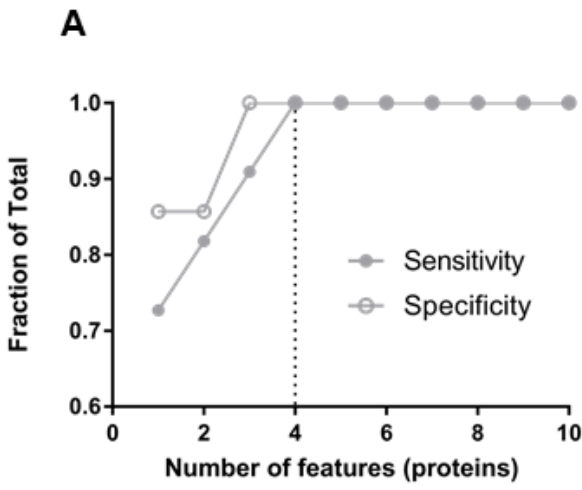 A
1.0
0.9
0.8
0.7
0.6
Fraction of Total
Sensitivity
Specificity
0 2 4 6 8 10
Number of features (proteins)